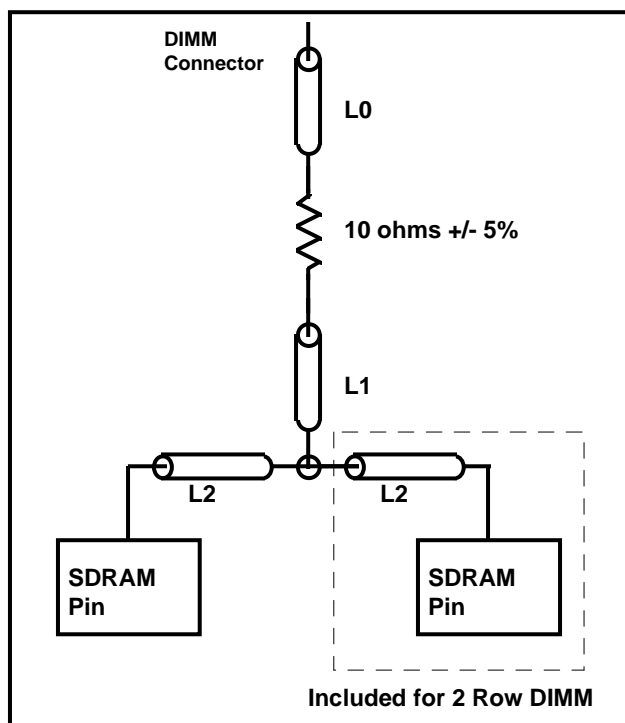 DIMM
Connector
L0
10 ohms +/- 5%
L1
L2
L2
SDRAM
Pin
SDRAM
Pin
Included for 2 Row DIMM